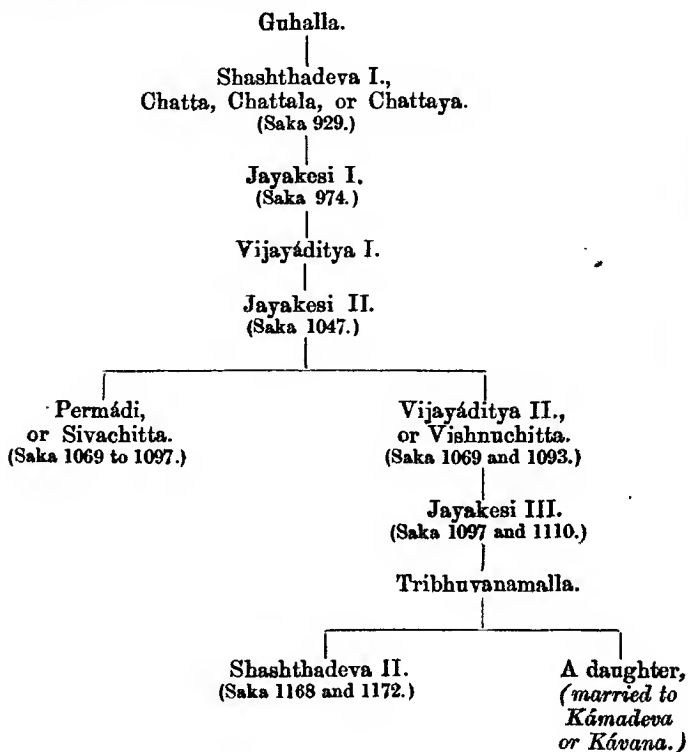 Guhalla.
Shashthadeva I.,
Chatta, Chattala, or Chattaya.
(Saka 929.)
Jayakesi I.
(Saka 974.)
Vijayáditya I.
Jayakesi II.
(Saka 1047.)
Permádi,
or Sivachitta.
(Saka 1069 to 1097.)
Vijayáditya II.,
or Vishnuchitta.
(Saka 1069 and 1093.)
Jayakesi III.
(Saka 1097 and 1110.)
Tribhuvanamalla.
Shashthadeva II.
(Saka 1168 and 1172.)
A daughter,
(married to
Kámadeva
or Kávana.)